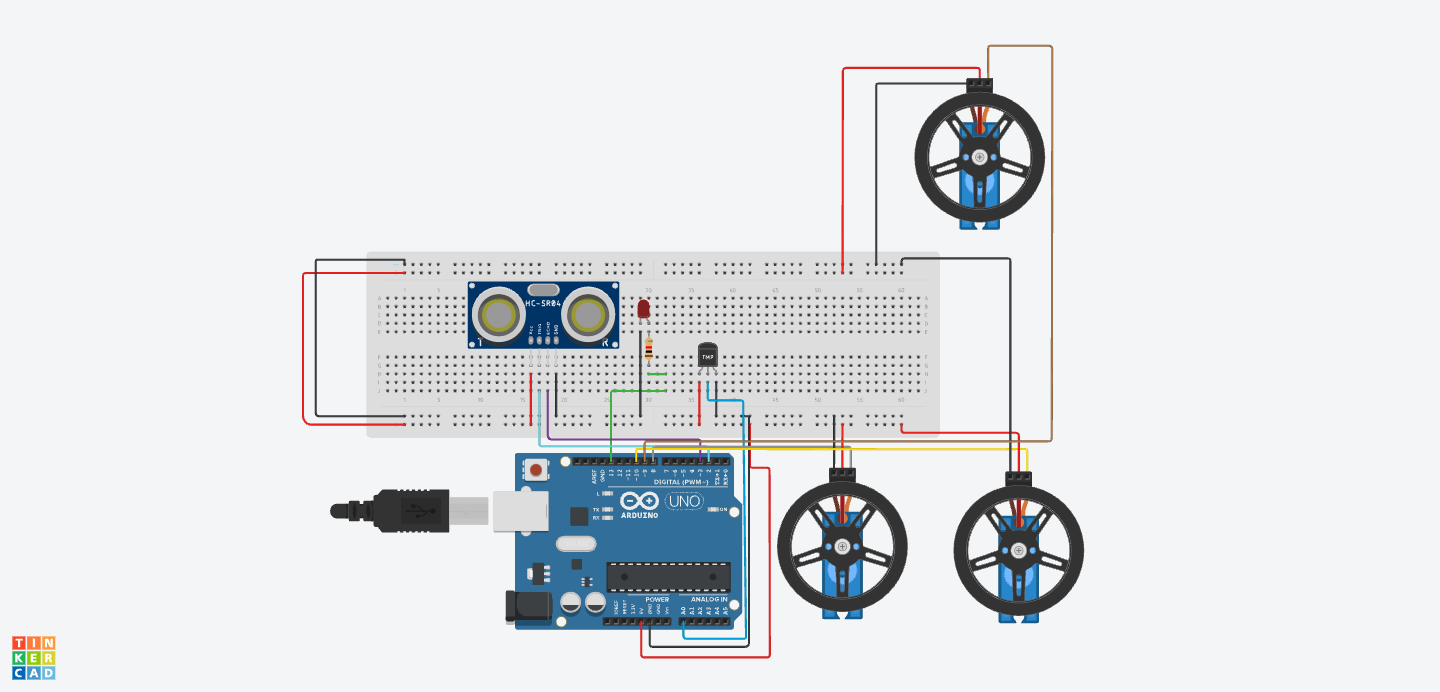 1 5 10 15 20 25 30 35 40 45 50 55 60
HC-SR04
VCC
TRIG
ECHO
GND
T
R
TMP
AREF
GND
13
12
~11
~10
~9
8
7
~6
~5
4
~3
2
TX→1
RX←0
DIGITAL (PWM~)
L
TX
RX
ARDUINO
UNO
ON
POWER
ANALOG IN
IOREF
RESET
3.3V
5V
GND
GND
Vin
A0
A1
A2
A3
A4
A5
TIN
KER
CAD